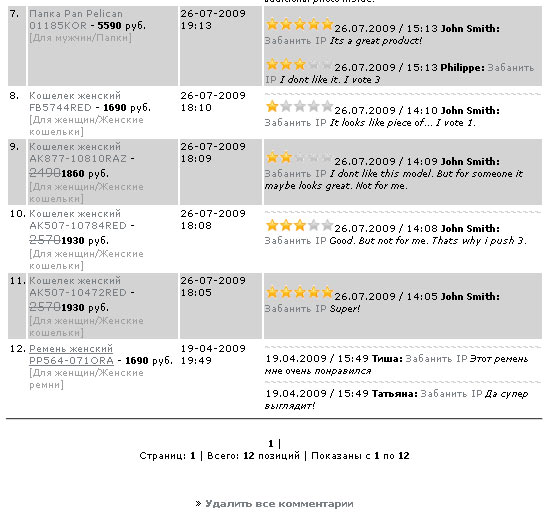 additional photo inside.
7. Папка Pan Pelican 26-07-2009
01185KOR - 5590 руб. 19:13 26.07.2009 / 15:13 John Smith:
[Для мужчин/Папки] Забанить IP Its a great product!
26.07.2009 / 15:13 Philippe: Забанить
IP I dont like it. I vote 3
8. Кошелек женский 26-07-2009
FB5744RED - 1690 руб. 18:10 26.07.2009 / 14:10 John Smith:
[Для женщин/Женские Забанить IP It looks like piece of... I vote 1.
кошельки]
9. Кошелек женский 26-07-2009
AK877-10810RAZ - 18:09 26.07.2009 / 14:09 John Smith:
24901860 руб. Забанить IP I dont like this model. But for someone it
[Для женщин/Женские maybe looks great. Not for me.
кошельки]
10. Кошелек женский 26-07-2009
AK507-10784RED - 18:08 26.07.2009 / 14:08 John Smith:
25701930 руб. Забанить IP Good. But not for me. Thats why i push 3.
[Для женщин/Женские
кошельки]
11. Кошелек женский 26-07-2009
AK507-10472RED - 18:05 26.07.2009 / 14:05 John Smith:
25701930 руб. Забанить IP Super!
[Для женщин/Женские
кошельки]
12. Ремень женский 19-04-2009
PP564-071ORA - 1690 руб. 19:49 19.04.2009 / 15:49 Тиша: Забанить IP Этот ремень
[Для женщин/Женские мне очень понравился
ремни]
19.04.2009 / 15:49 Татьяна: Забанить IP Да супер
выглядит!
1 |
Страниц: 1 | Всего: 12 позиций | Показаны с 1 по 12
» Удалить все комментарии